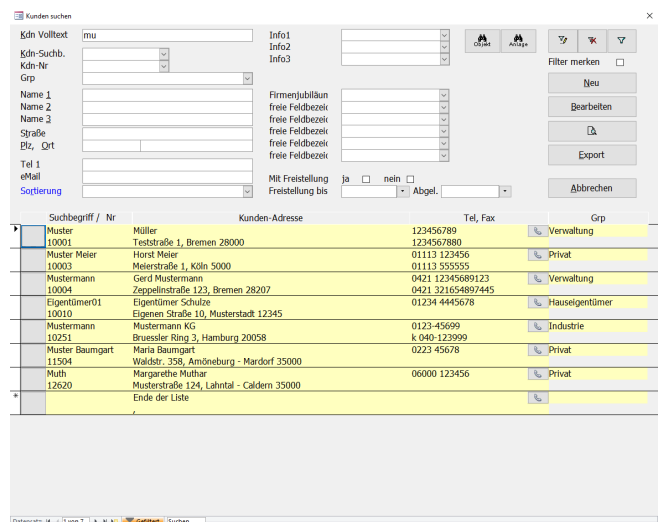 Kunden suchen
Kdn Volltext mu
Kdn-Suchb.
Kdn-Nr
Grp
Name 1
Name 2
Name 3
Straße
Plz, Ort
Tel 1
eMail
Sortierung
Info1
Info2
Info3
Firmenjubiläun
freie Feldbezeic
freie Feldbezeic
freie Feldbezeic
freie Feldbezeic
freie Feldbezeic
Mit Freistellung ja nein
Freistellung bis Abgel.
Objekt Anlage
Filter merken
Neu
Bearbeiten
Export
Abbrechen
Suchbegriff / Nr Kunden-Adresse Tel, Fax Grp
Muster Müller 123456789 Verwaltung
10001 Teststraße 1, Bremen 28000 1234567880
Muster Meier Horst Meier 01113 123456 Privat
10003 Meierstraße 1, Köln 5000 01113 555555
Mustermann Gerd Mustermann 0421 12345689123 Verwaltung
10004 Zeppelinstraße 123, Bremen 28207 0421 321654897445
Eigentümer01 Eigentümer Schulze 01234 4445678 Hauseigentümer
10010 Eigenen Straße 10, Musterstadt 12345
Mustermann Mustermann KG 0123-45699 Industrie
10251 Bruessler Ring 3, Hamburg 20058 k 040-123999
Muster Baumgart Maria Baumgart 0223 45678 Privat
11504 Waldstr. 358, Amöneburg - Mardorf 35000
Muth Margarethe Muthar 06000 123456 Privat
12620 Musterstraße 124, Lahntal - Caldern 35000
* Ende der Liste
,
Datensatz: 1 von 7 Gefiltert Suchen